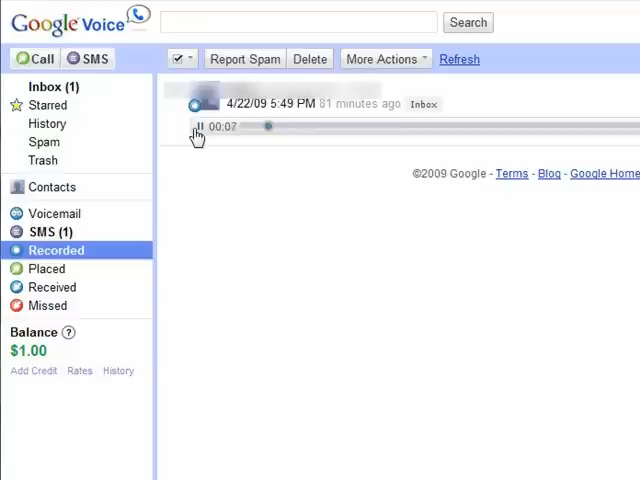 Google Voice
Search
Call SMS
Report Spam Delete More Actions Refresh
Inbox (1)
Starred
History
Spam
Trash
Contacts
Voicemail
SMS (1)
Recorded
Placed
Received
Missed
Balance ?
$1.00
Add Credit Rates History
4/22/09 5:49 PM 81 minutes ago Inbox
00:07
©2009 Google - Terms - Blog - Google Home